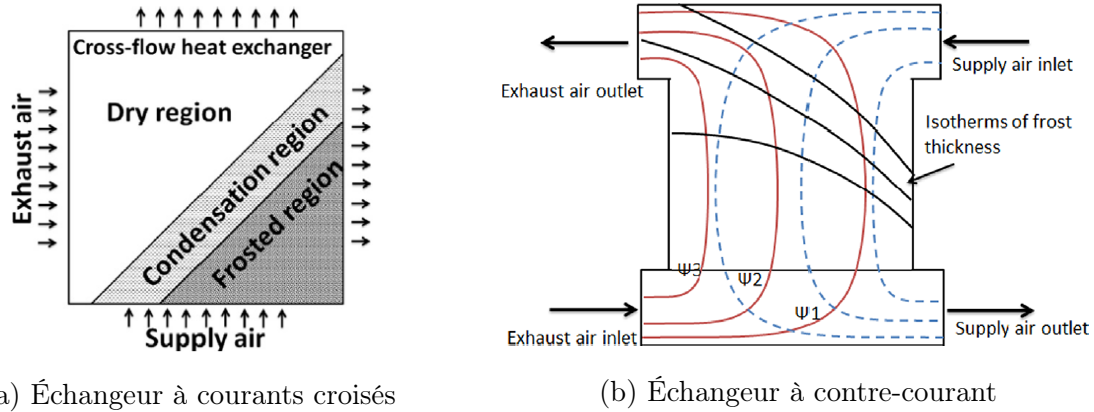 Cross-flow heat exchanger
Dry region
Condensation region
Frosted region
Exhaust air
Supply air
a) Échangeur à courants croisés
Exhaust air outlet
Supply air inlet
Isotherms of frost
thickness
Ψ3
Ψ2
Ψ1
Exhaust air inlet
Supply air outlet
(b) Échangeur à contre-courant